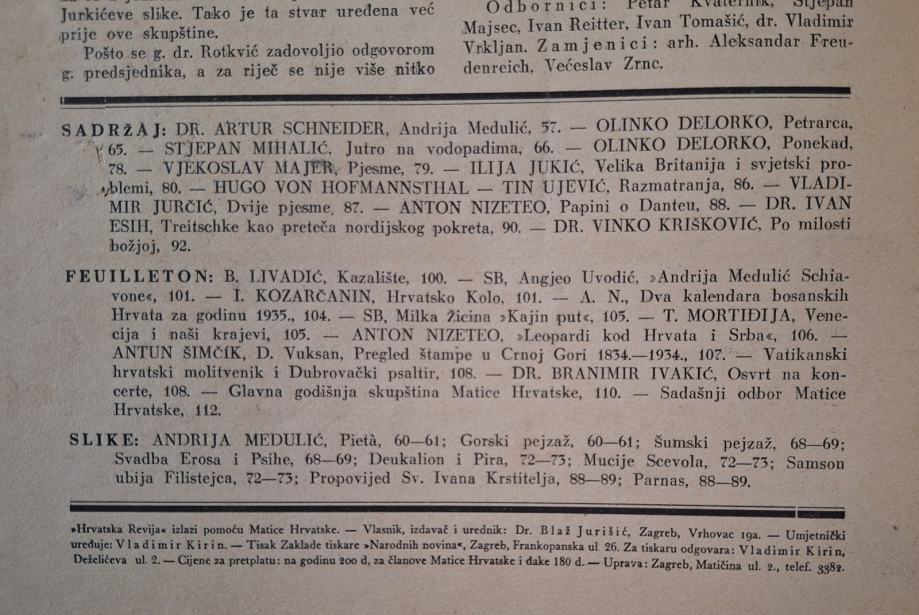 Jurkićeve slike. Tako je ta stvar uređena već
prije ove skupštine.
Pošto se g. dr. Rotkvić zadovoljio odgovorom
g. predsjednika, a za riječ se nije više nitko
Odbornici: Petar Kvaternik, Stjepan
Majsec, Ivan Reitter, Ivan Tomašić, dr. Vladimir
Vrkljan. Zamjenici: arh. Aleksandar Freu-
denreich, Većeslav Zrnc.
SADRŽAJ: DR. ARTUR SCHNEIDER, Andrija Medulić, 57. — OLINKO DELORKO, Petrarca,
65. — STJEPAN MIHALIĆ, Jutro na vodopadima, 66. — OLINKO DELORKO, Ponekad,
78. — VJEKOSLAV MAJER, Pjesme, 79. — ILIJA JUKIĆ, Velika Britanija i svjetski pro-
blemi, 80. — HUGO VON HOFMANNSTHAL — TIN UJEVIĆ, Razmatranja, 86. — VLADI-
MIR JURČIĆ, Dvije pjesme, 87. — ANTON NIZETEO, Papini o Danteu, 88. — DR. IVAN
ESIH, Treitschke kao preteča nordijskog pokreta, 90. — DR. VINKO KRIŠKOVIĆ, Po milosti
božjoj, 92.
FEUILLETON: B. LIVADIĆ, Kazalište, 100. — SB, Angjeo Uvodić, »Andrija Medulić Schia-
vone«, 101. — I. KOZARČANIN, Hrvatsko Kolo, 101. — A. N., Dva kalendara bosanskih
Hrvata za godinu 1935., 104. — SB, Milka Žicina »Kajin put«, 105. — T. MORTIĐIJA, Vene-
cija i naši krajevi, 105. — ANTON NIZETEO, »Leopardi kod Hrvata i Srba«, 106. —
ANTUN ŠIMČIK, D. Vuksan, Pregled štampe u Crnoj Gori 1834.—1934., 107. — Vatikanski
hrvatski molitvenik i Dubrovački psaltir, 108. — DR. BRANIMIR IVAKIĆ, Osvrt na kon-
certe, 108. — Glavna godišnja skupština Matice Hrvatske, 110. — Sadašnji odbor Matice
Hrvatske, 112.
SLIKE: ANDRIJA MEDULIĆ, Pietà, 60—61; Gorski pejzaž, 60—61; Šumski pejzaž, 68—69;
Svadba Erosa i Psihe, 68—69; Deukalion i Pira, 72—73; Mucije Scevola, 72—73; Samson
ubija Filistejca, 72—73; Propovijed Sv. Ivana Krstitelja, 88—89; Parnas, 88—89.
»Hrvatska Revija« izlazi pomoću Matice Hrvatske. — Vlasnik, izdavač i urednik: Dr. Blaž Jurišić, Zagreb, Vrhovac 19a. — Umjetnički
uređuje: Vladimir Kirin. — Tisak Zaklade tiskare »Narodnih novina«, Zagreb, Frankopanska ul. 26. Za tiskaru odgovara: Vladimir Kirin,
Deželićeva ul. 2. — Cijene za pretplatu: na godinu 200 d, za članove Matice Hrvatske i đake 180 d. — Uprava: Zagreb, Matičina ul. 2., telef. 3382.